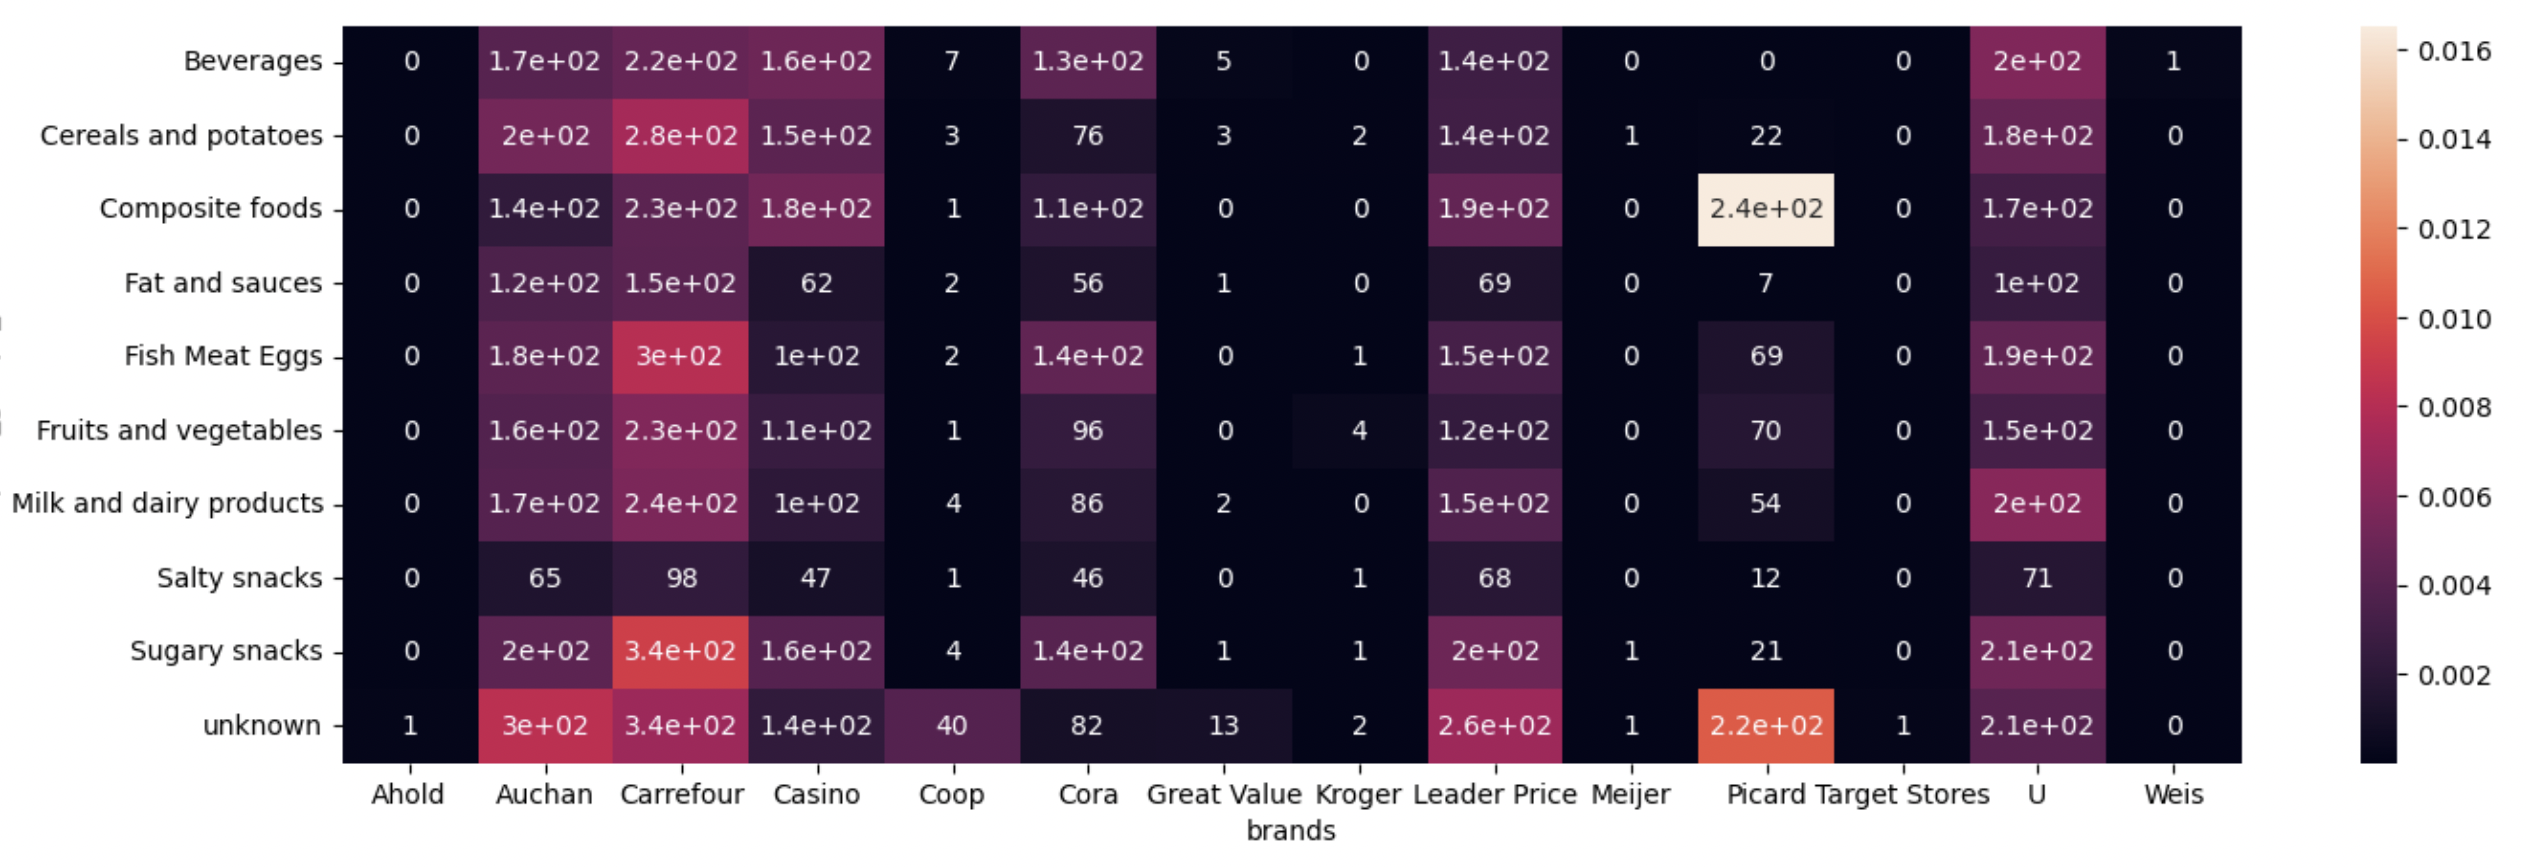 Beverages 0 1.7e+02 2.2e+02 1.6e+02 7 1.3e+02 5 0 1.4e+02 0 0 0 2e+02 1 0.016
Cereals and potatoes 0 2e+02 2.8e+02 1.5e+02 3 76 3 2 1.4e+02 1 22 0 1.8e+02 0 0.014
Composite foods 0 1.4e+02 2.3e+02 1.8e+02 1 1.1e+02 0 0 1.9e+02 0 2.4e+02 0 1.7e+02 0 0.012
Fat and sauces 0 1.2e+02 1.5e+02 62 2 56 1 0 69 0 7 0 1e+02 0 0.010
Fish Meat Eggs 0 1.8e+02 3e+02 1e+02 2 1.4e+02 0 1 1.5e+02 0 69 0 1.9e+02 0 0.008
Fruits and vegetables 0 1.6e+02 2.3e+02 1.1e+02 1 96 0 4 1.2e+02 0 70 0 1.5e+02 0
Milk and dairy products 0 1.7e+02 2.4e+02 1e+02 4 86 2 0 1.5e+02 0 54 0 2e+02 0 0.006
Salty snacks 0 65 98 47 1 46 0 1 68 0 12 0 71 0 0.004
Sugary snacks 0 2e+02 3.4e+02 1.6e+02 4 1.4e+02 1 1 2e+02 1 21 0 2.1e+02 0 0.002
unknown 1 3e+02 3.4e+02 1.4e+02 40 82 13 2 2.6e+02 1 2.2e+02 1 2.1e+02 0
Ahold Auchan Carrefour Casino Coop Cora Great Value Kroger Leader Price Meijer Picard Target Stores U Weis
brands